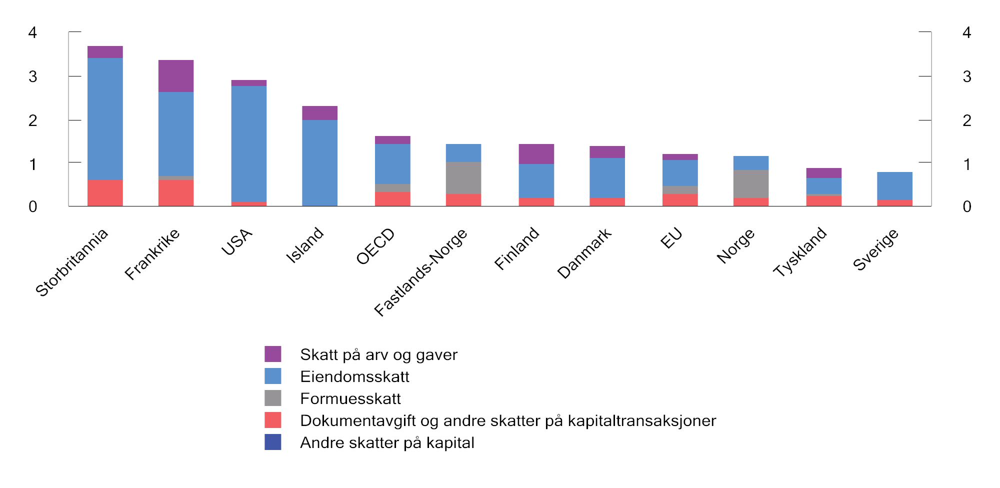 4 4
3 3
2 2
1 1
0 0
Storbritannia
Frankrike
USA
Island
OECD
Fastlands-Norge
Finland
Danmark
EU
Norge
Tyskland
Sverige
Skatt på arv og gaver
Eiendomsskatt
Formuesskatt
Dokumentavgift og andre skatter på kapitaltransaksjoner
Andre skatter på kapital